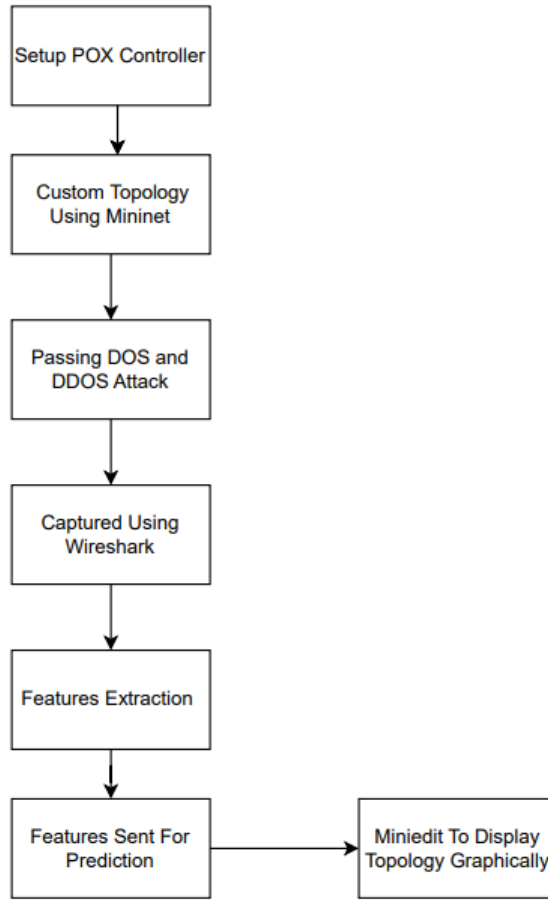 Setup POX Controller
Custom Topology
Using Mininet
Passing DOS and
DDOS Attack
Captured Using
Wireshark
Features Extraction
Features Sent For
Prediction
Miniedit To Display
Topology Graphically